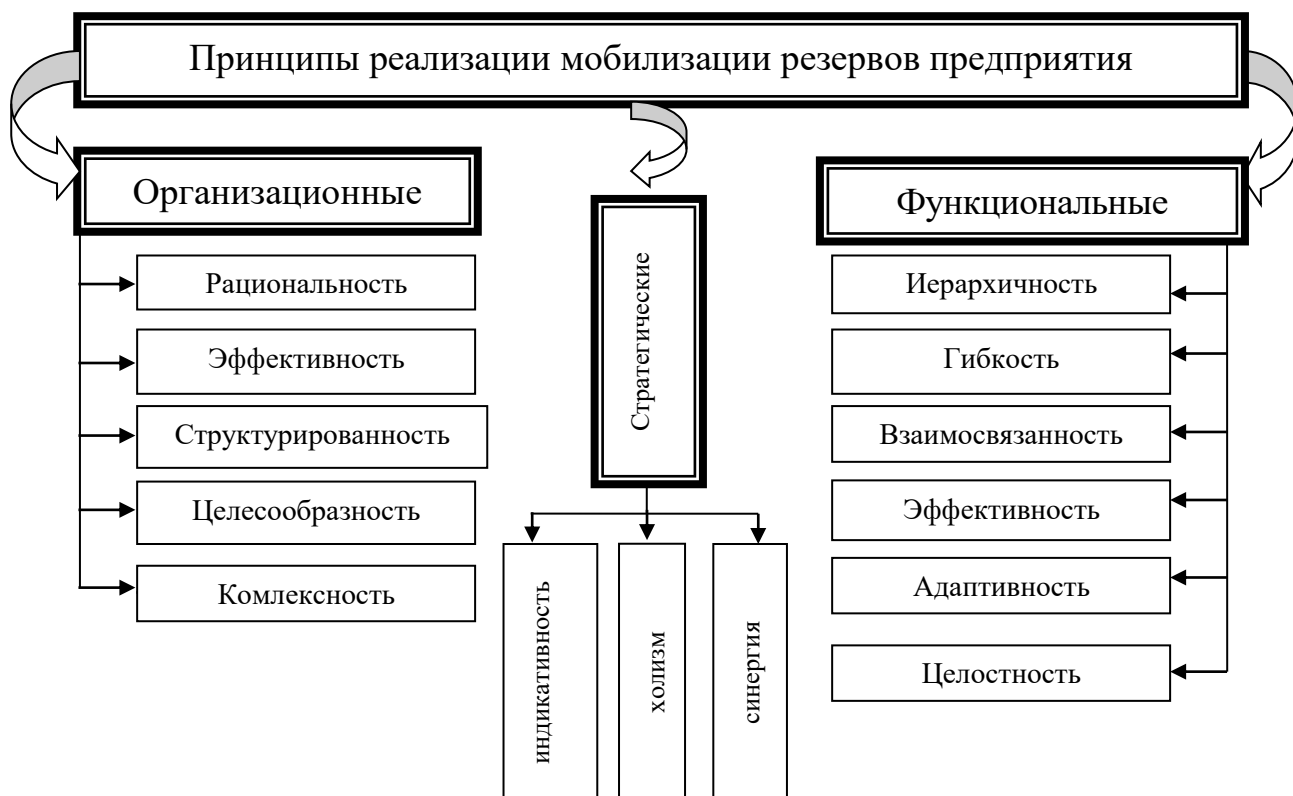 Принципы реализации мобилизации резервов предприятия
Организационные
Рациональность
Эффективность
Структурированность
Целесообразность
Комлексность
Стратегические
индикативность
холизм
синергия
Функциональные
Иерархичность
Гибкость
Взаимосвязанность
Эффективность
Адаптивность
Целостность